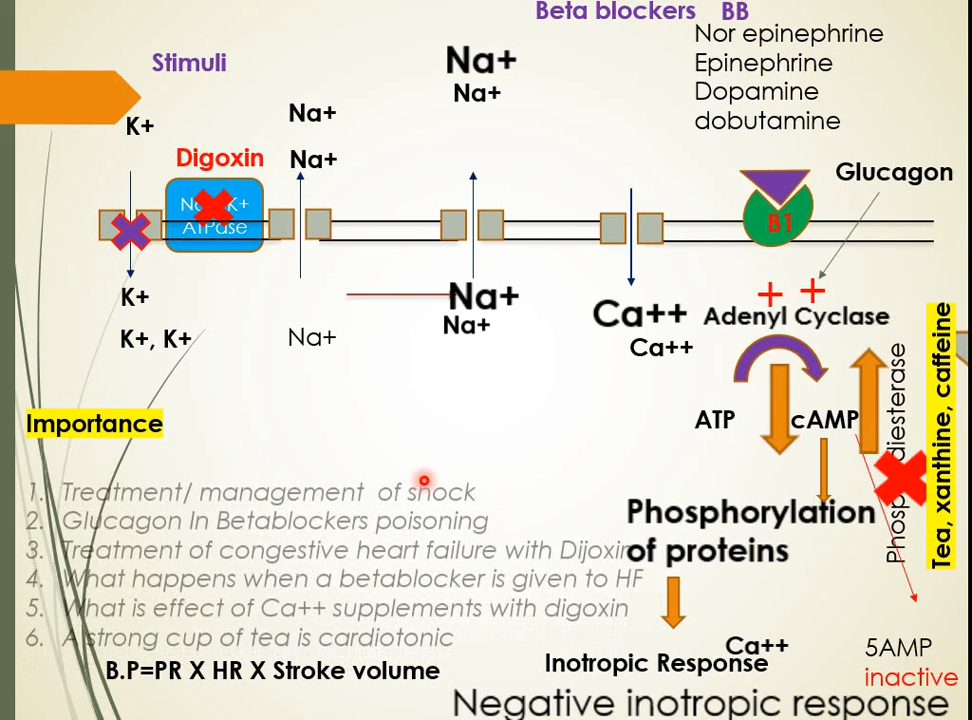 Beta blockers BB
Nor epinephrine
Epinephrine
Dopamine
dobutamine
Stimuli
Na+
Na+
K+
Na+
Digoxin
Na+
Glucagon
K+
ATPase
B1
K+
K+, K+
Na+
Na+
Na+
Ca++
Ca++
+ +
Adenyl Cyclase
ATP
cAMP
diesterase
Tea, xanthine, caffeine
Importance
1. Treatment/ management of shock
2. Glucagon In Betablockers poisoning
3. Treatment of congestive heart failure with Dijoxin
4. What happens when a betablocker is given to HF
5. What is effect of Ca++ supplements with digoxin
6. A strong cup of tea is cardiotonic
B.P=PR X HR X Stroke volume
Phosphorylation
of proteins
Ca++
Inotropic Response
Negative inotropic response
5AMP
inactive